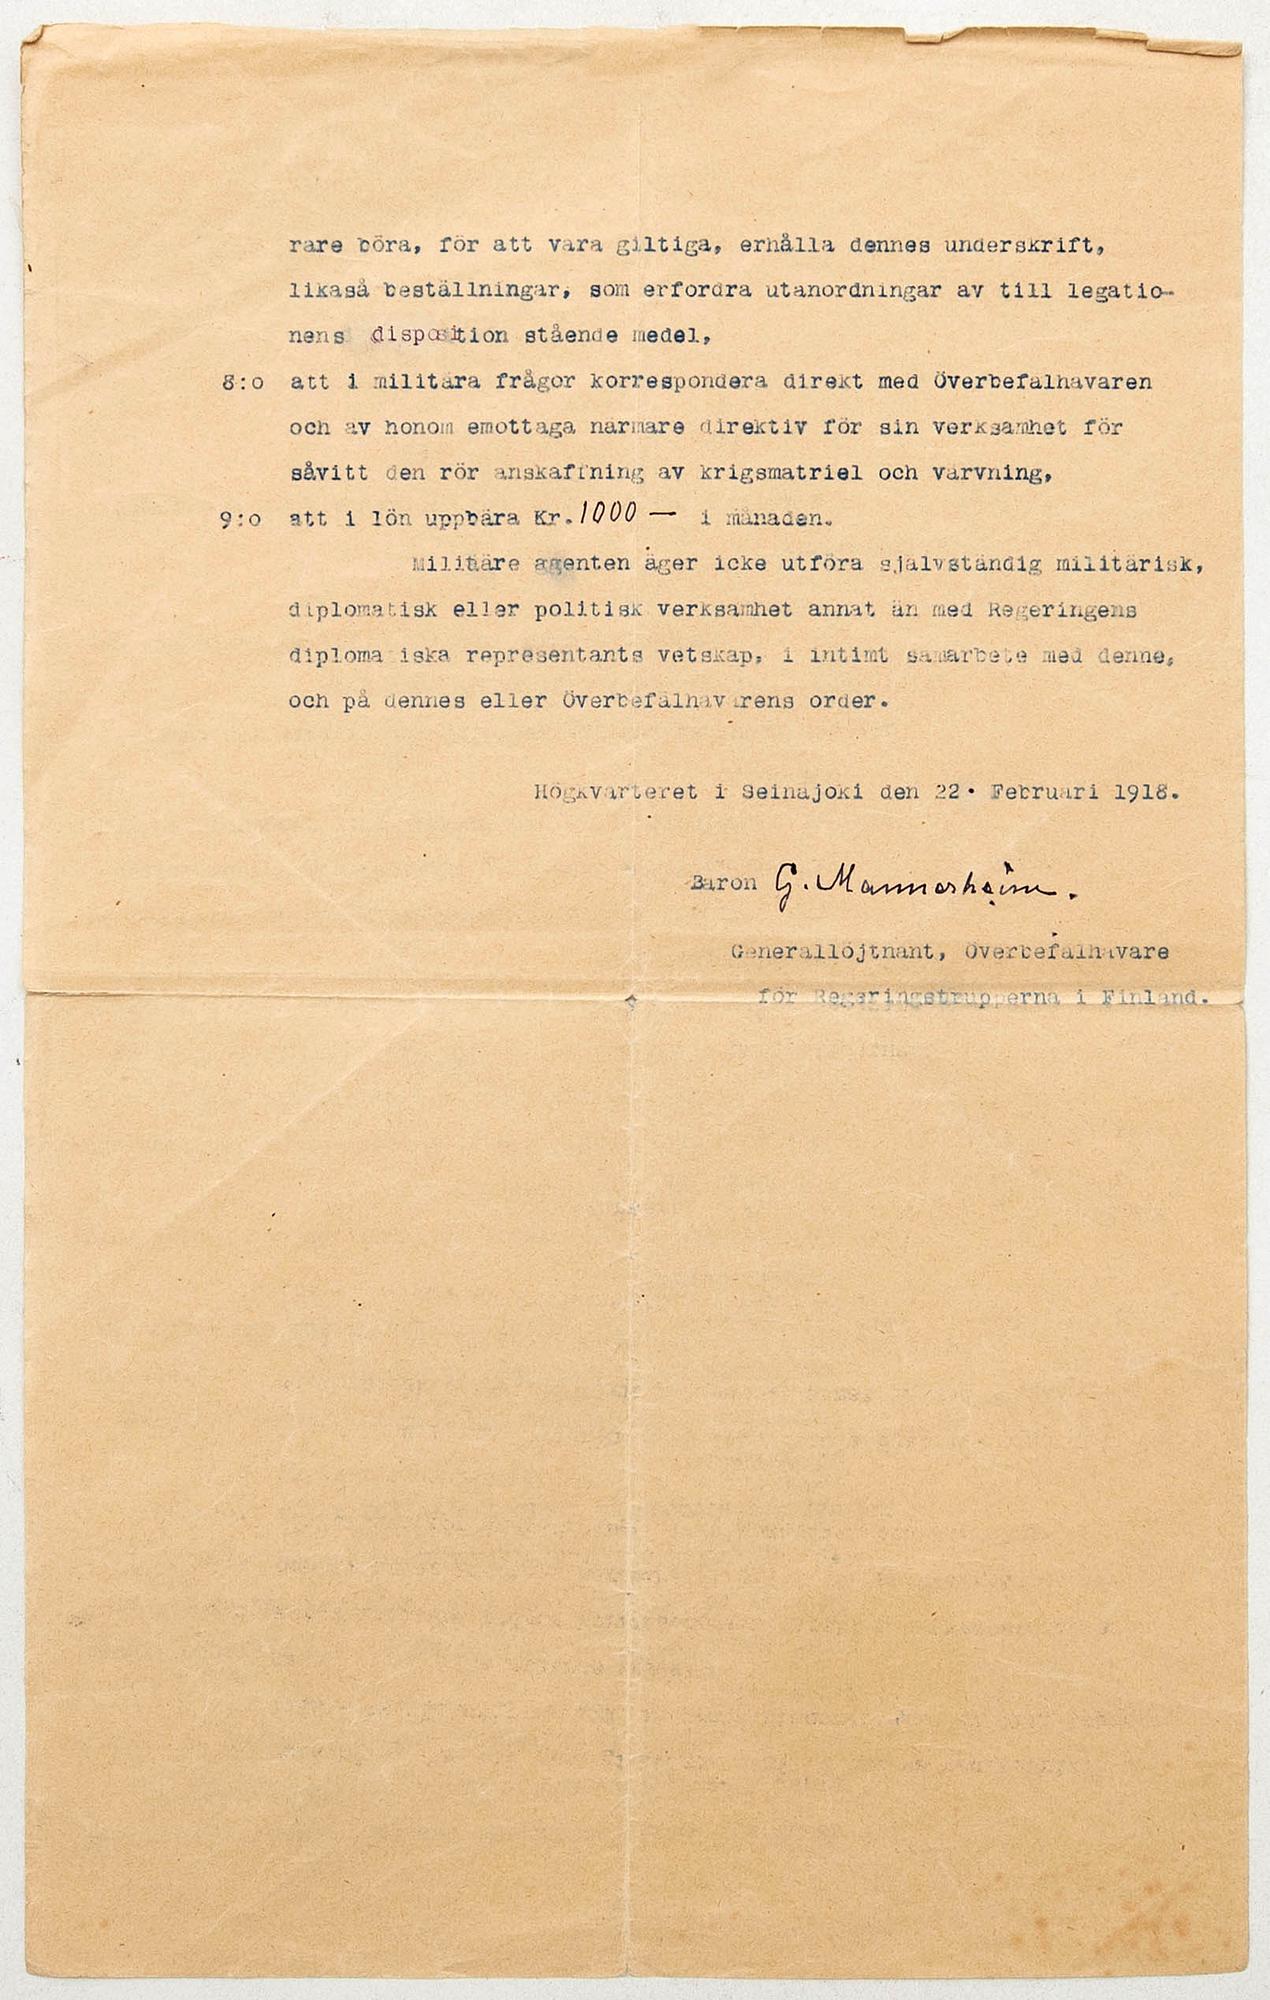 rare böra, för att vara giltiga, erhålla dennes underskrift,
likaså beställningar, som erfordra utanordningar av till legatio-
nens disposition stående medel,
8:o att i militära frågor korrespondera direkt med Överbefälhavaren
och av honom emottaga närmare direktiv för sin verksamhet för
såvitt den rör anskaffning av krigsmatriel och värvning,
9:o att i lön uppbära Kr. 1000 — i månaden.
Militäre agenten äger icke utföra självständig militärisk,
diplomatisk eller politisk verksamhet annat än med Regeringens
diplomatiska representants vetskap, i intimt samarbete med denne,
och på dennes eller Överbefälhavarens order.
Högkvarteret i Seinäjoki den 22. Februari 1918.
Baron G. Mannerheim.
Generallöjtnant, Överbefälhavare
för Regeringstrupperna i Finland.